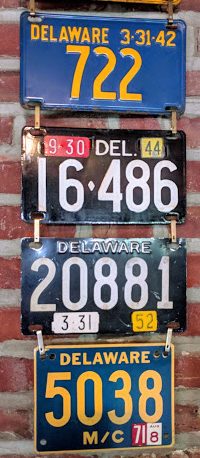 DELAWARE 3-31-42
722
9-30 DEL. 44
16·486
DELAWARE
20881
3·31 52
DELAWARE
5038
M/C 71 AUG 8